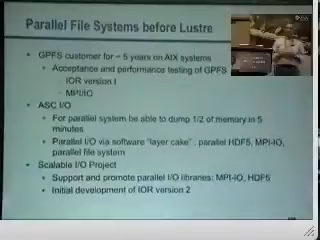 Parallel File Systems before Lustre
GPFS customer for ~ 5 years on AIX systems
Acceptance and performance testing of GPFS
IOR version I
MPI/IO
ASC I/O
For parallel system be able to dump 1/2 of memory in 5
minutes
Parallel I/O via software "layer cake", parallel HDF5, MPI-IO,
parallel file system
Scalable I/O Project
Support and promote parallel I/O libraries: MPI-IO, HDF5
Initial development of IOR version 2